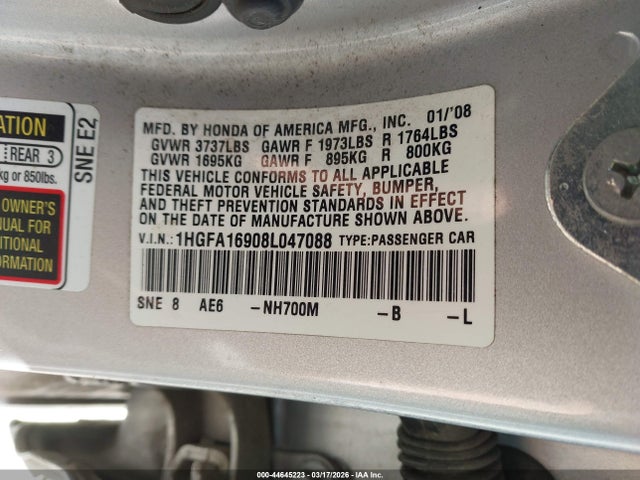 ATION
REAR 3
kg or 850lbs.
OWNER'S
NUAL FOR
DITIONAL
FORMATION
SNE E2
MFD. BY HONDA OF AMERICA MFG., INC. 01/'08
GVWR 3737LBS GAWR F 1973LBS R 1764LBS
GVWR 1695KG GAWR F 895KG R 800KG
THIS VEHICLE CONFORMS TO ALL APPLICABLE
FEDERAL MOTOR VEHICLE SAFETY, BUMPER,
AND THEFT PREVENTION STANDARDS IN EFFECT
ON THE DATE OF MANUFACTURE SHOWN ABOVE.
V.I.N.: 1HGFA16908L047088 TYPE:PASSENGER CAR
SNE 8 AE6 -NH700M -B -L
000-44645223 - 03/17/2026 - IAA Inc.